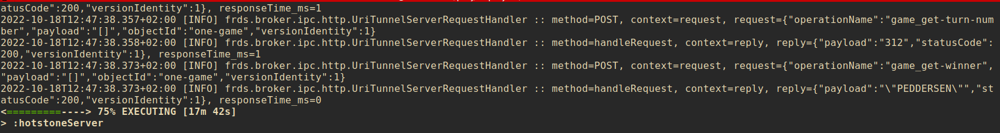 atusCode":200,"versionIdentity":1}, responseTime_ms=1
2022-10-18T12:47:38.357+02:00 [INFO] frds.broker.ipc.http.UriTunnelServerRequestHandler :: method=POST, context=request, request={"operationName":"game_get-turn-num
ber","payload":"[]","objectId":"one-game","versionIdentity":1}
2022-10-18T12:47:38.358+02:00 [INFO] frds.broker.ipc.http.UriTunnelServerRequestHandler :: method=handleRequest, context=reply, reply={"payload":"312","statusCode":
200,"versionIdentity":1}, responseTime_ms=1
2022-10-18T12:47:38.373+02:00 [INFO] frds.broker.ipc.http.UriTunnelServerRequestHandler :: method=POST, context=request, request={"operationName":"game_get-winner",
"payload":"[]","objectId":"one-game","versionIdentity":1}
2022-10-18T12:47:38.373+02:00 [INFO] frds.broker.ipc.http.UriTunnelServerRequestHandler :: method=handleRequest, context=reply, reply={"payload":"\"PEDDERSEN\"","st
atusCode":200,"versionIdentity":1}, responseTime_ms=0
<=========----> 75% EXECUTING [17m 42s]
> :hotstoneServer